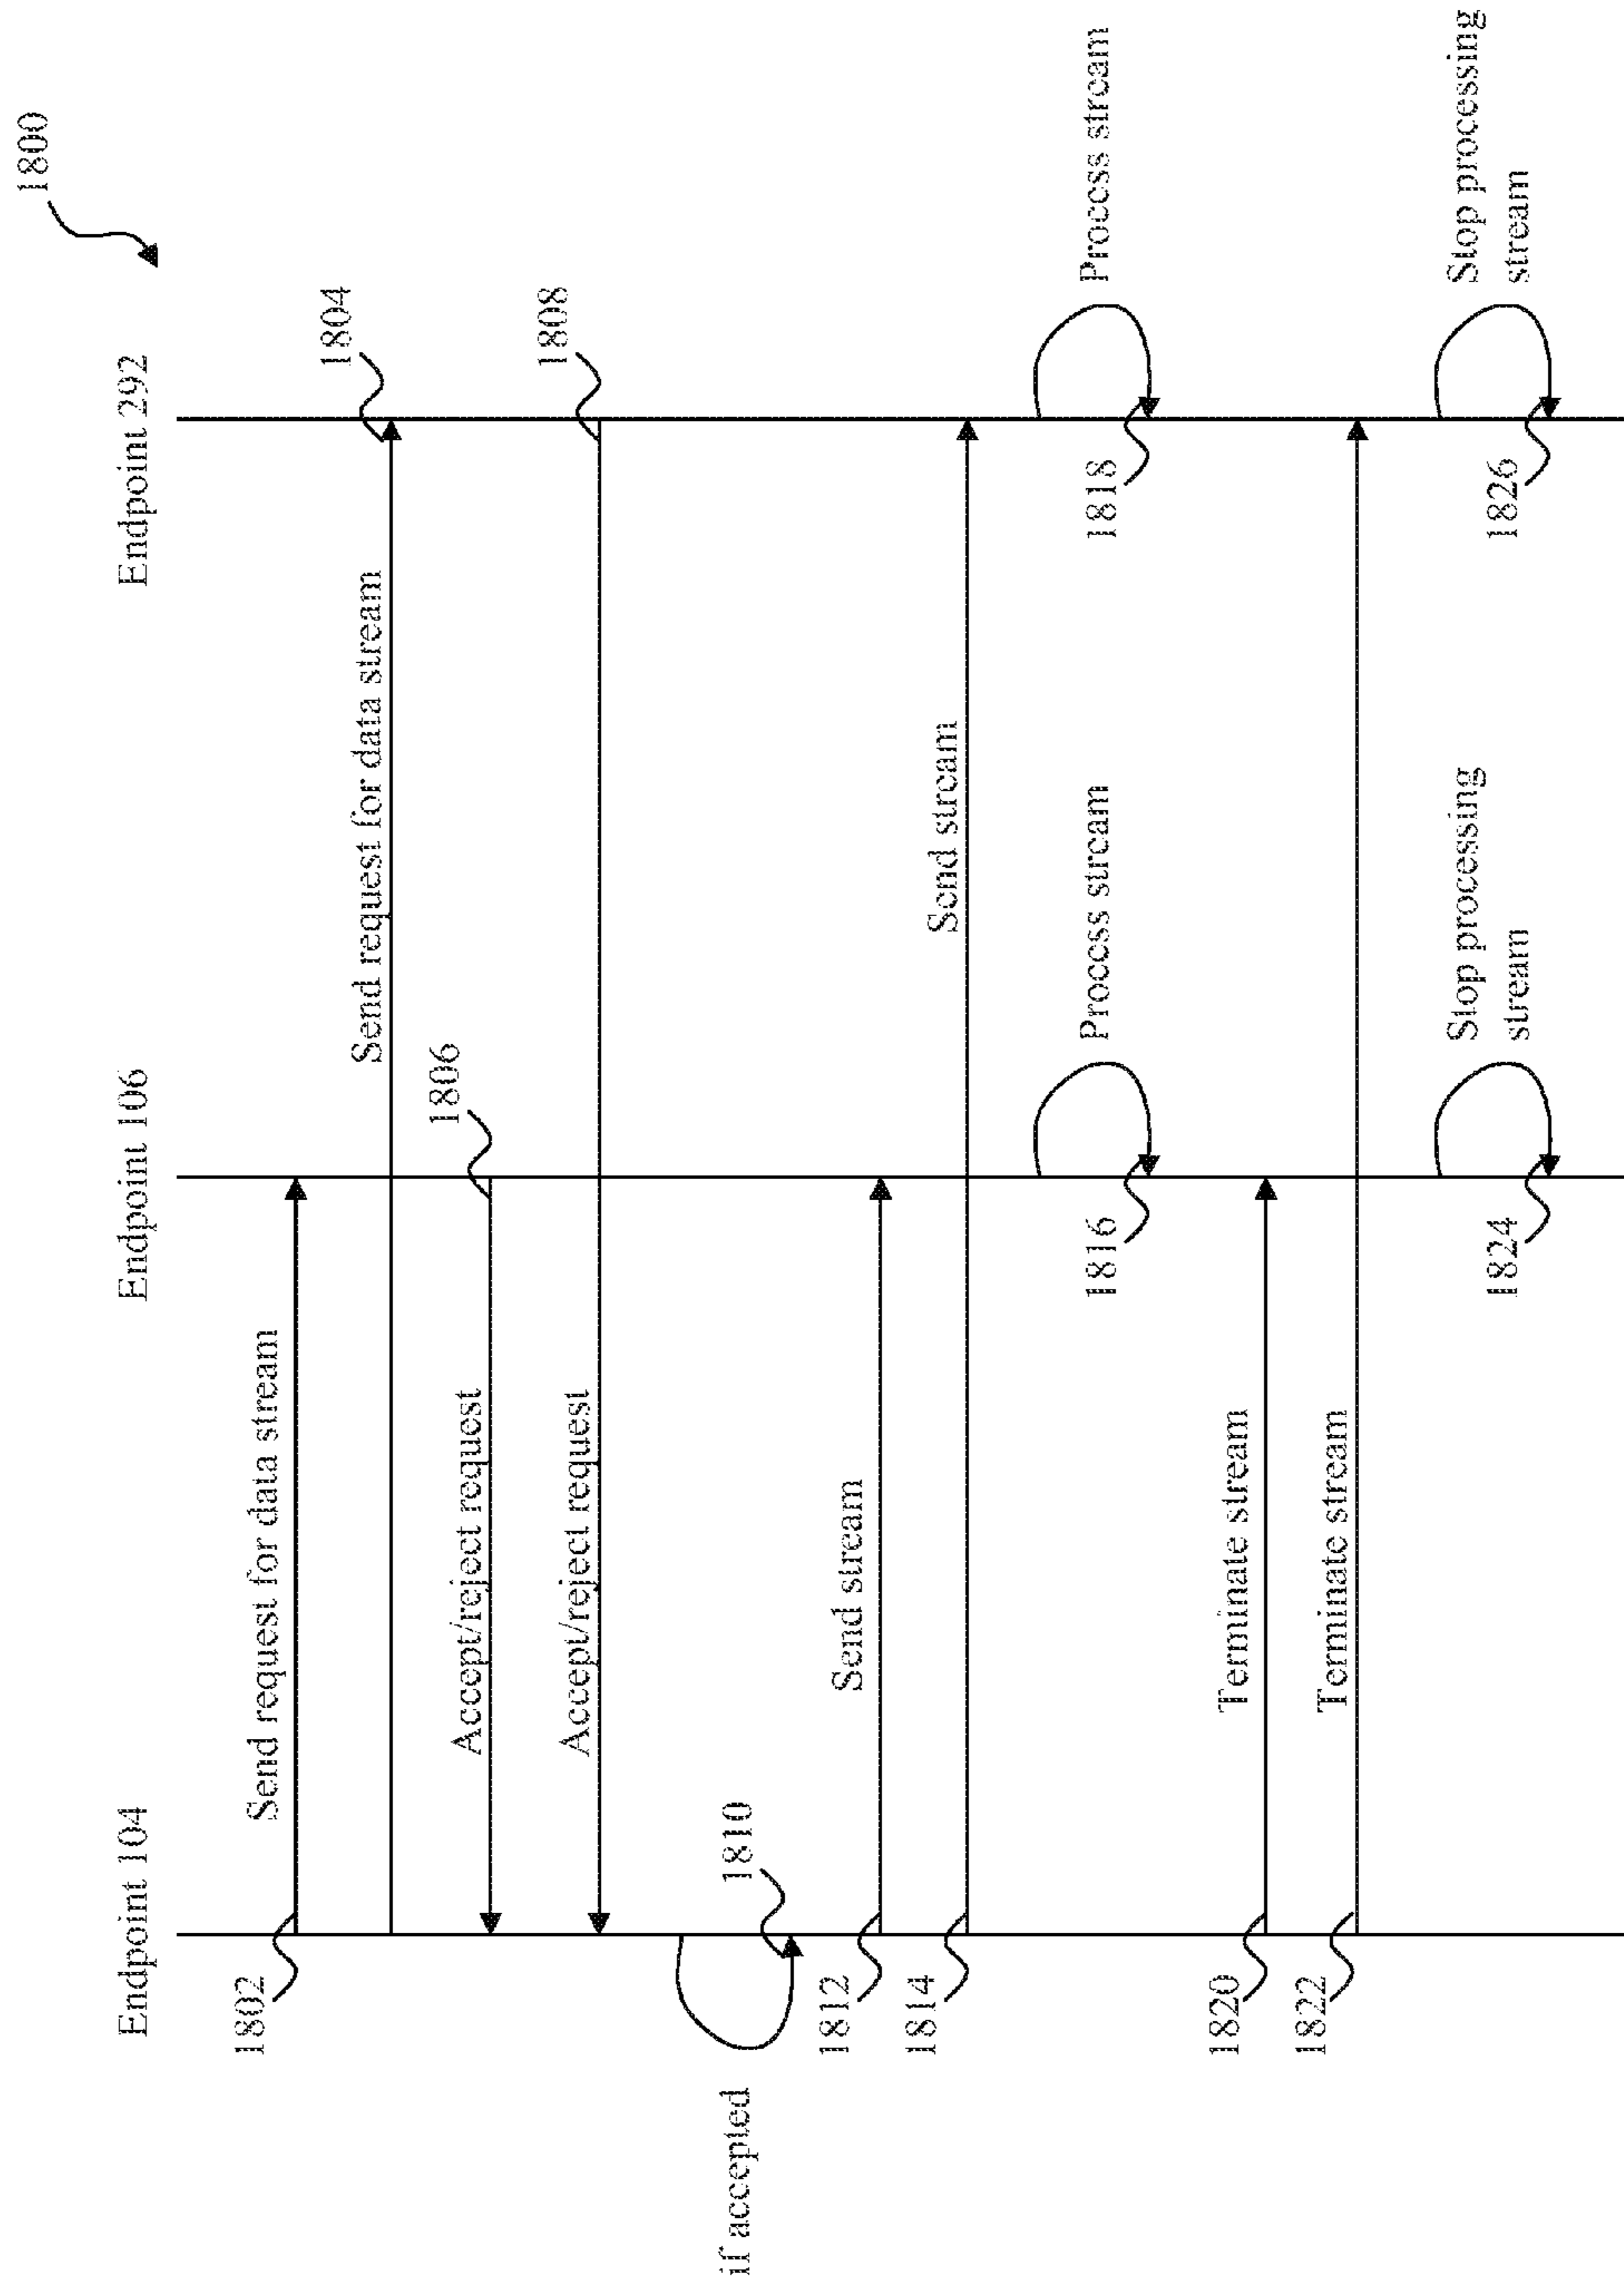 1800
Endpoint 104
Endpoint 106
Endpoint 292
1802
Send request for data stream
1804
Send request for data stream
Accept/reject request
1806
Accept/reject request
1808
if accepted
1810
1812
Send stream
1814
Send stream
1816
Process stream
1818
Process stream
1820
Terminate stream
1822
Terminate stream
1824
Stop processing
stream
1826
Stop processing
stream